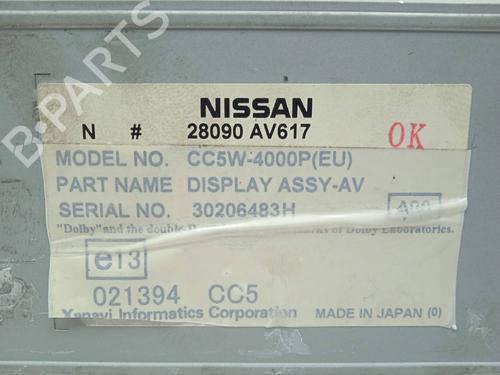 NISSAN
N # 28090 AV617 OK
MODEL NO. CC5W-4000P(EU)
PART NAME DISPLAY ASSY-AV
SERIAL NO. 30206483H
"Dolby" and the double D marks of Dolby Laboratories.
e13
021394 CC5
Xanavi Informatics Corporation MADE IN JAPAN (0)
B-PARTS